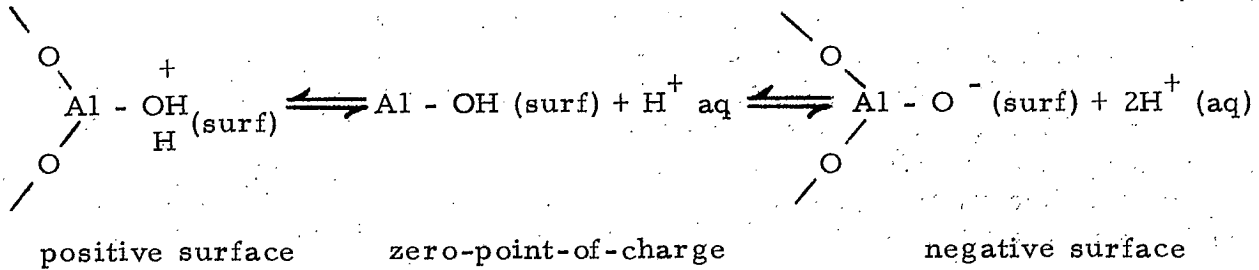 O
+
Al - OH (surf) ⇌ Al - OH (surf) + H+ aq ⇌ Al - O - (surf) + 2H+ (aq)
H
O
O
O
positive surface zero-point-of-charge negative surface